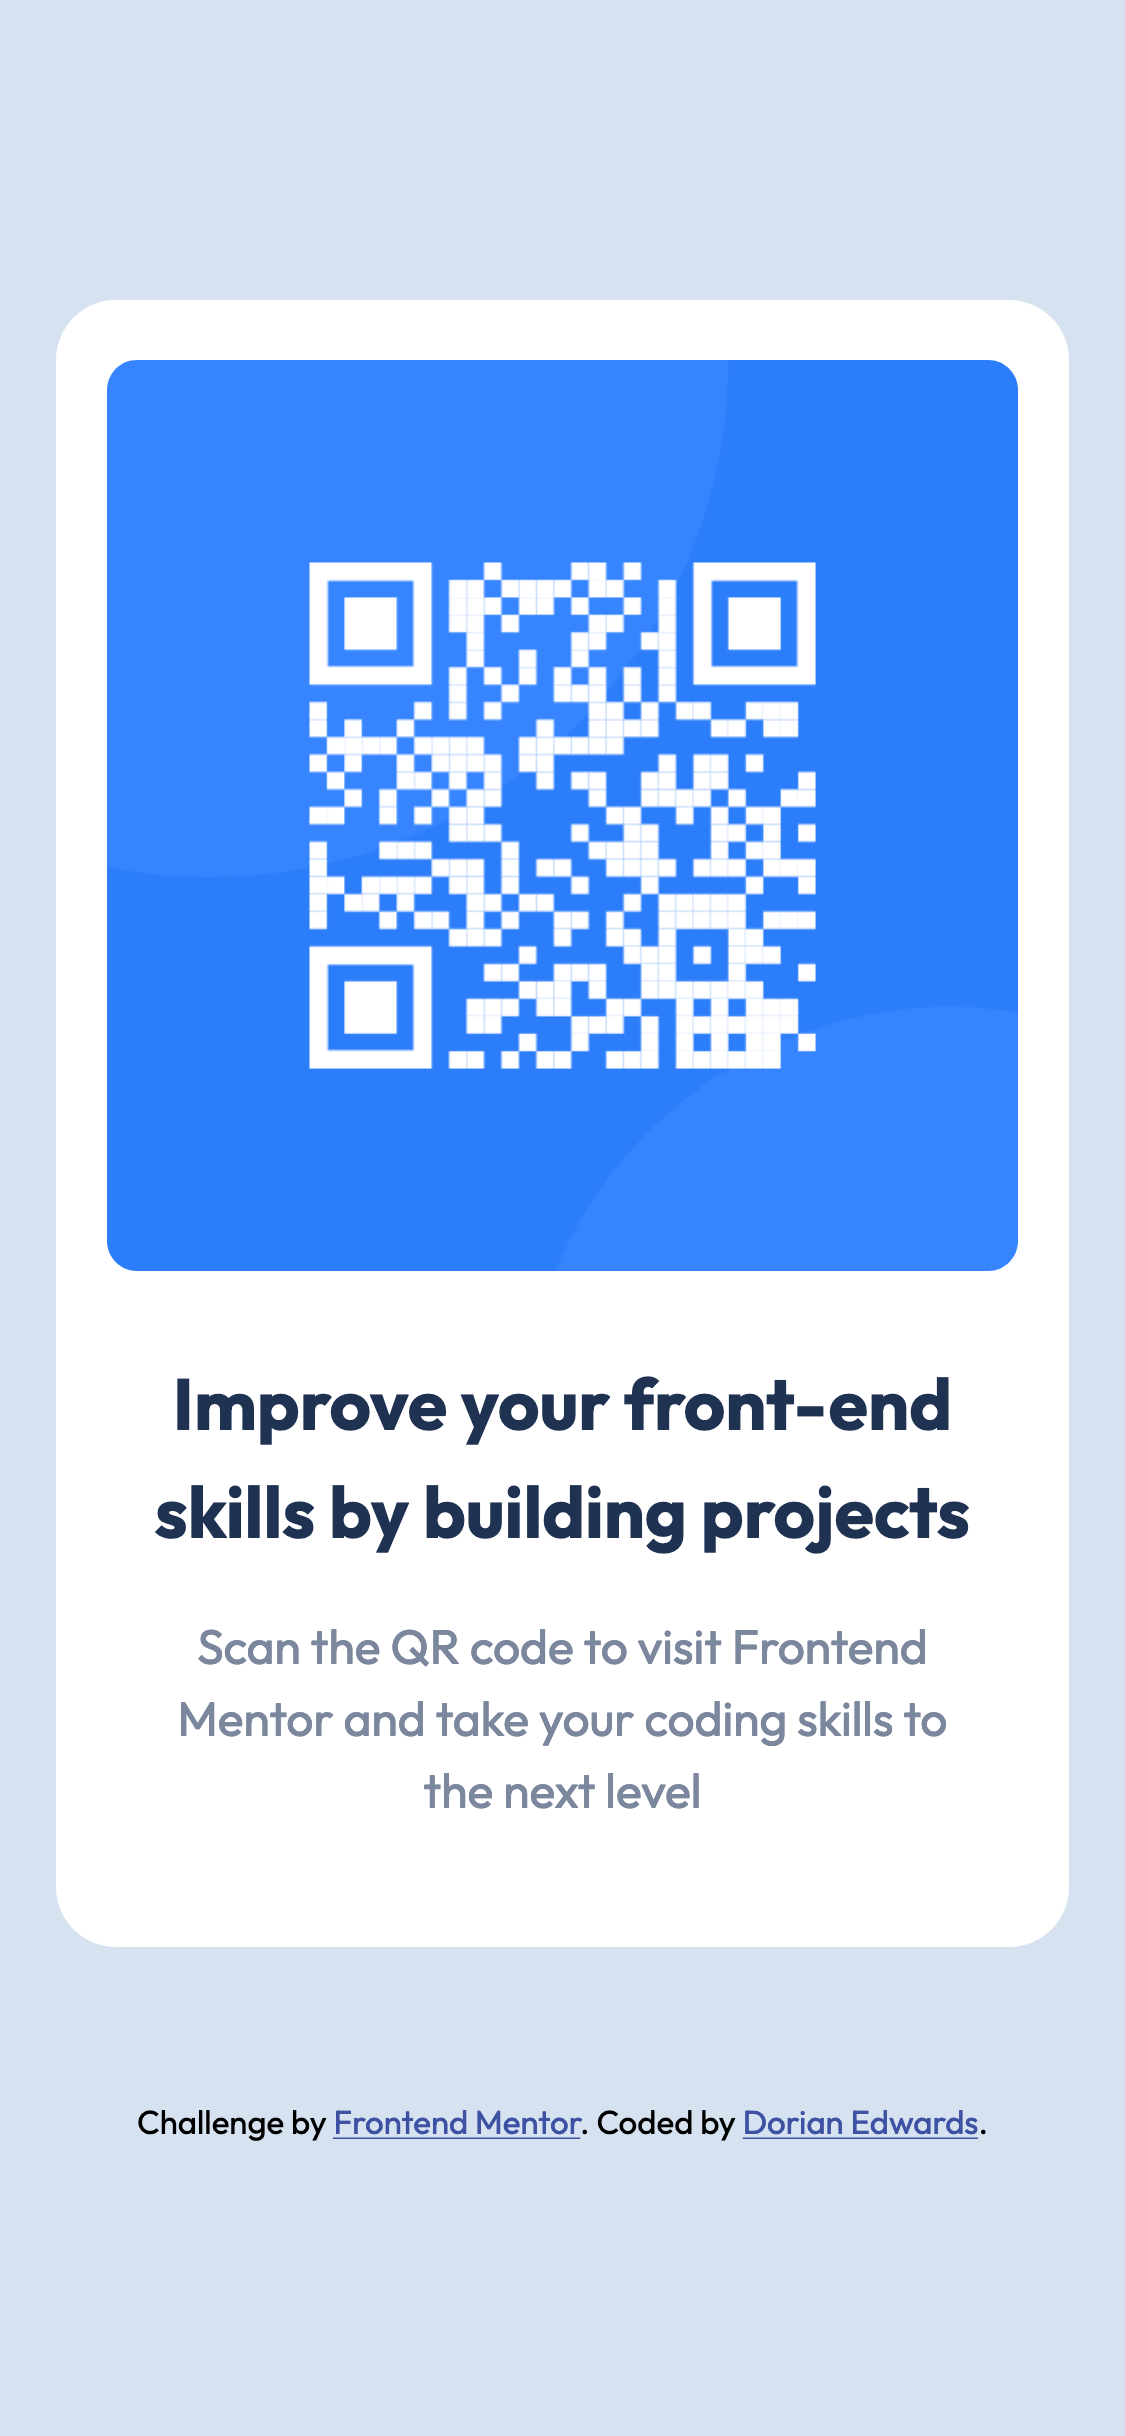 Improve your front-end
skills by building projects
Scan the QR code to visit Frontend
Mentor and take your coding skills to
the next level
Challenge by Frontend Mentor. Coded by Dorian Edwards.